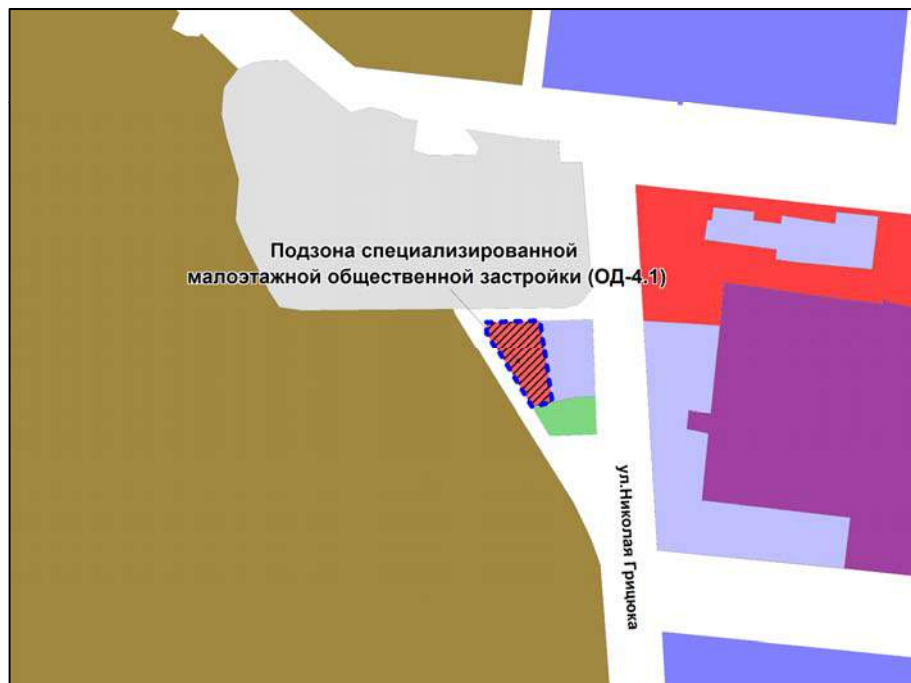 Подзона специализированной
малоэтажной общественной застройки (ОД-4.1)
ул.Николая Грицюка